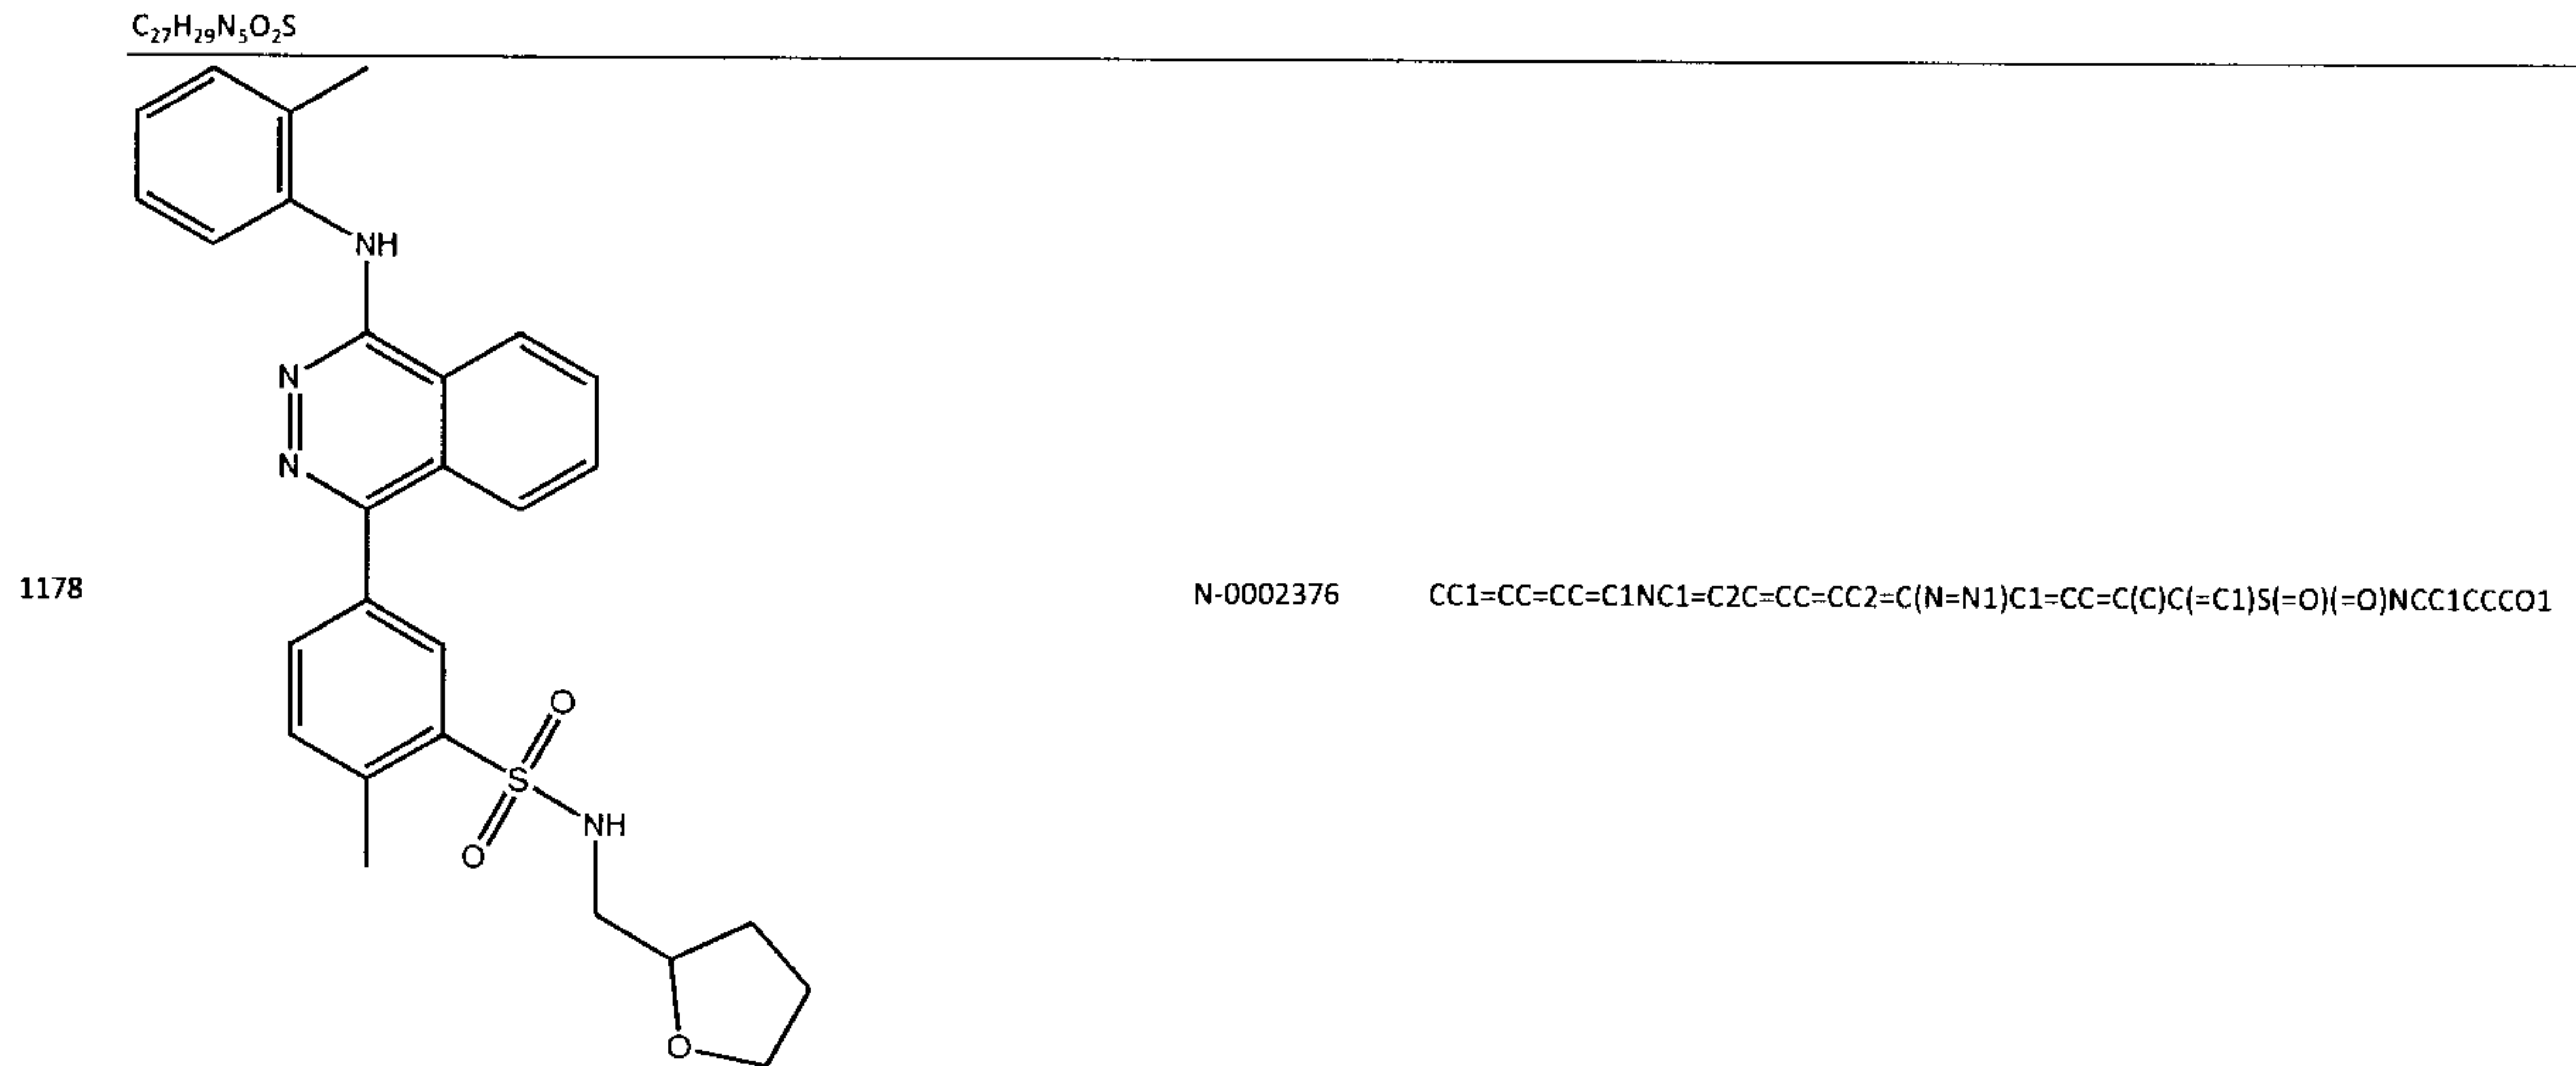 C₂₇H₂₉N₅O₂S
NH
N
N
O
1178 N-0002376 CC1=CC=CC=C1NC1=C2C=CC=CC2=C(N=N1)C1=CC=C(C)C(=C1)S(=O)(=O)NCC1CCCO1
S
NH
O
O